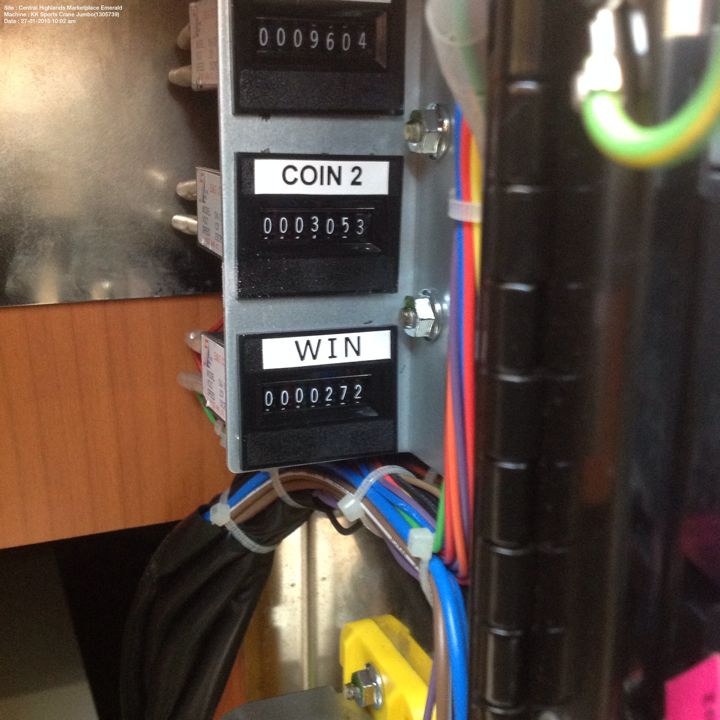 Site : Central Highlands Marketplace Emerald
Machine : KK Sports Crane Jumbo(1305739)
Date : 27-01-2015 10:02 am
0009604
COIN 2
0003053
WIN
0000272